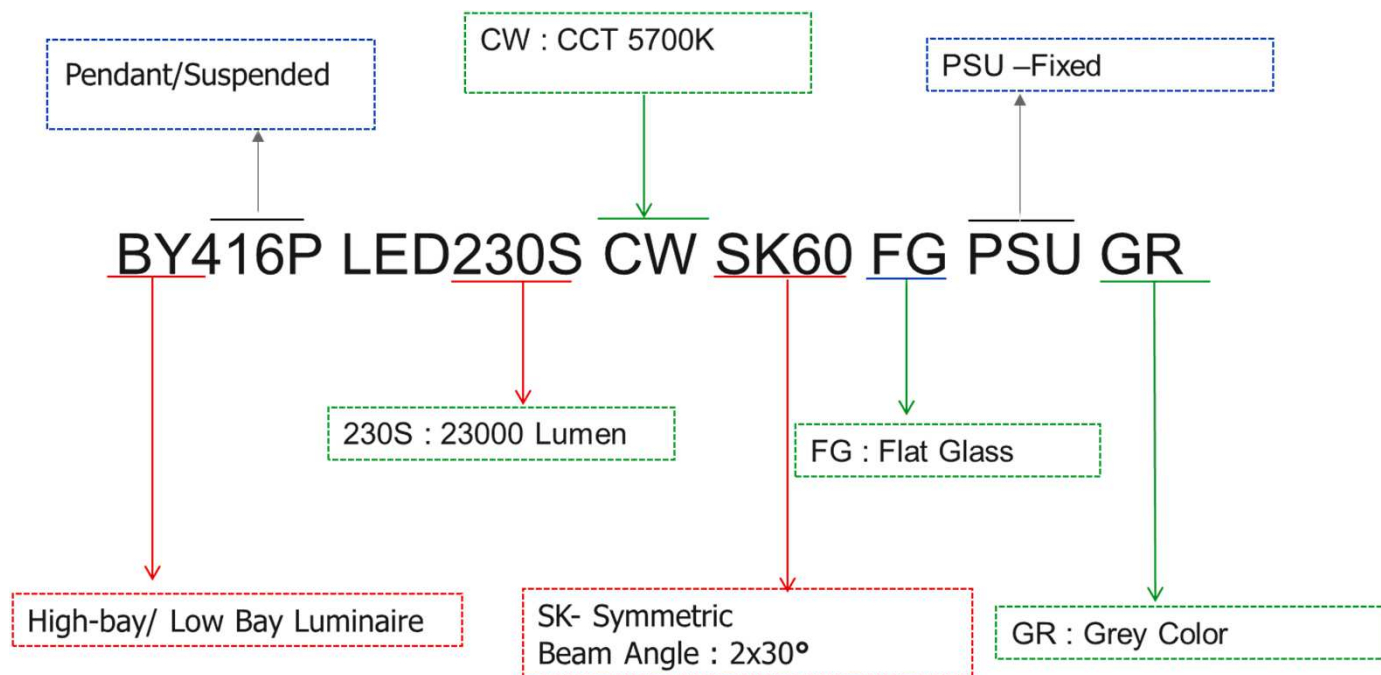 CW : CCT 5700K
Pendant/Suspended
PSU –Fixed
BY416P LED230S CW SK60 FG PSU GR
230S : 23000 Lumen
FG : Flat Glass
High-bay/ Low Bay Luminaire
SK- Symmetric
Beam Angle : 2x30°
GR : Grey Color